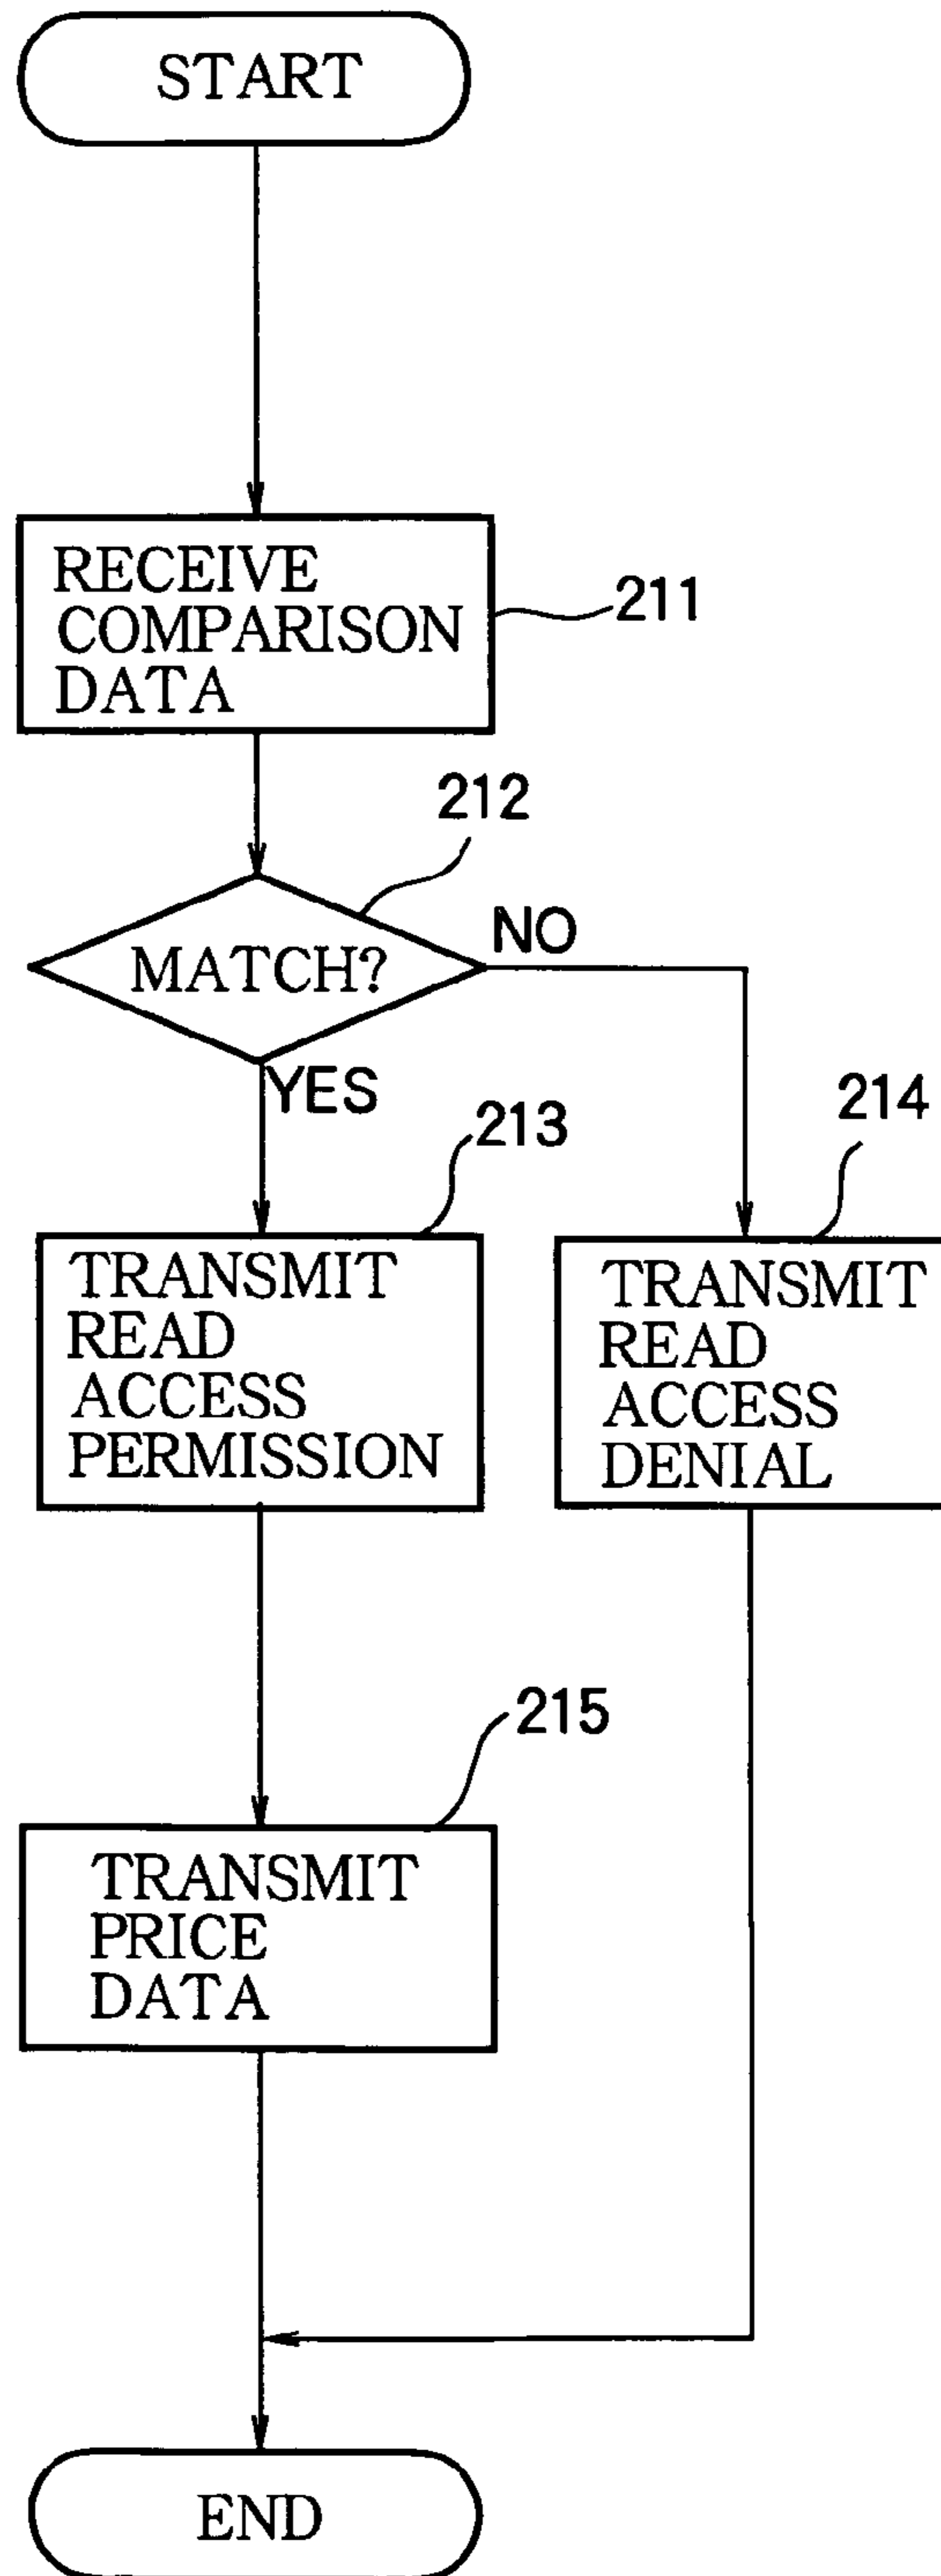 START
RECEIVE
COMPARISON
DATA
211
212
MATCH?
NO
YES
213
214
TRANSMIT
READ
ACCESS
PERMISSION
TRANSMIT
READ
ACCESS
DENIAL
215
TRANSMIT
PRICE
DATA
END